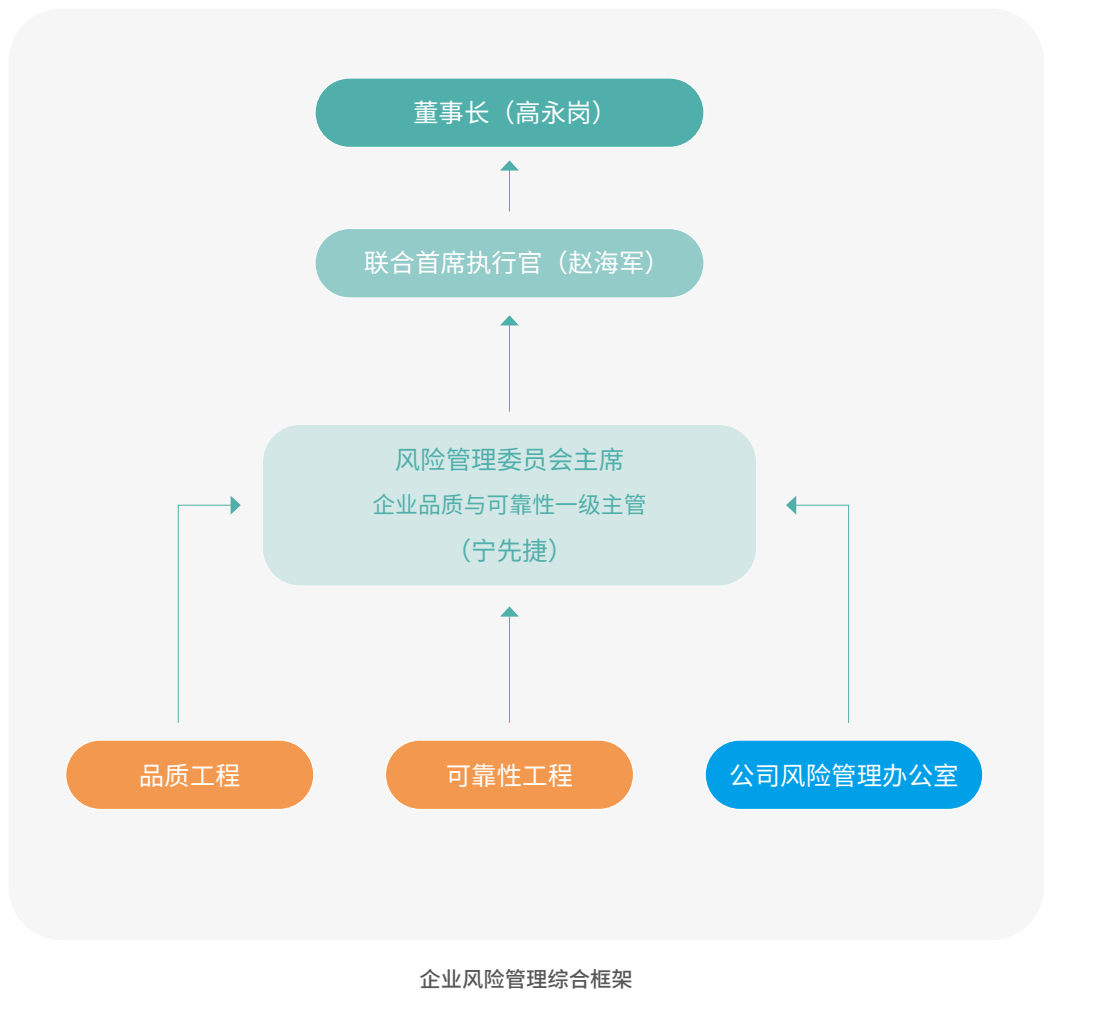 董事长（高永岗）
联合首席执行官（赵海军）
风险管理委员会主席
企业品质与可靠性一级主管
（宁先捷）
品质工程
可靠性工程
公司风险管理办公室
企业风险管理综合框架